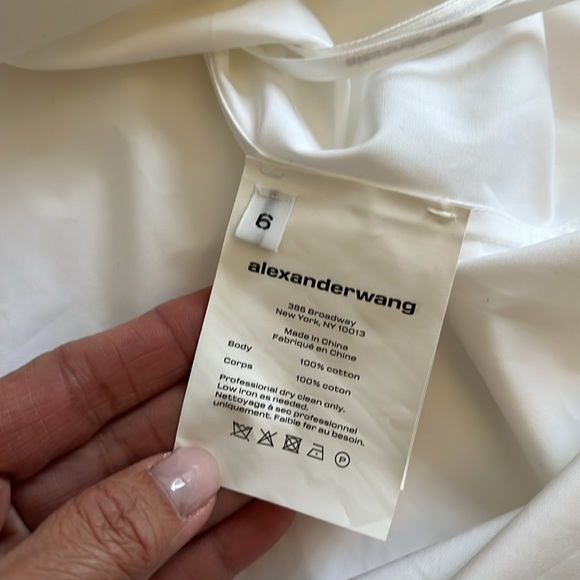 6
alexanderwang
386 Broadway
New York, NY 10013
Made in China
Fabriqué en Chine
Body 100% cotton
Corps 100% coton
Professional dry clean only.
Low iron as needed.
Nettoyage à sec professionnel
uniquement. Faible fer au besoin.
P